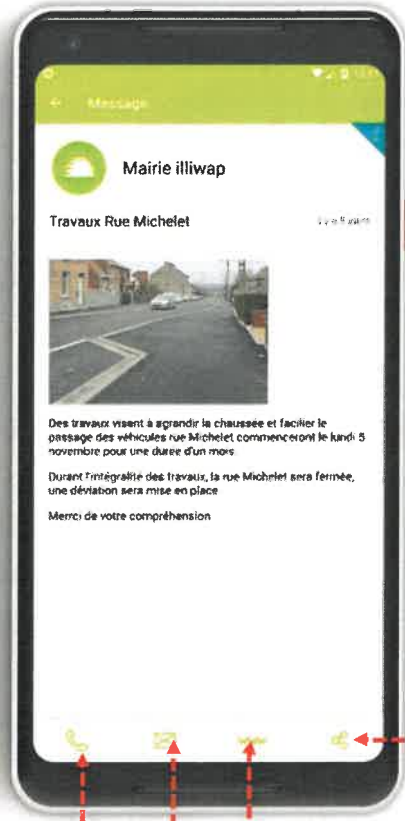 Message
Mairie illiwap
Travaux Rue Michelet
Des travaux visent à agrandir la chaussée et faciliter le
passage des véhicules rue Michelet commenceront le lundi 5
novembre pour une durée d'un mois
Durant l'intégralité des travaux, la rue Michelet sera fermée,
une déviation sera mise en place
Merrci de votre compréhension